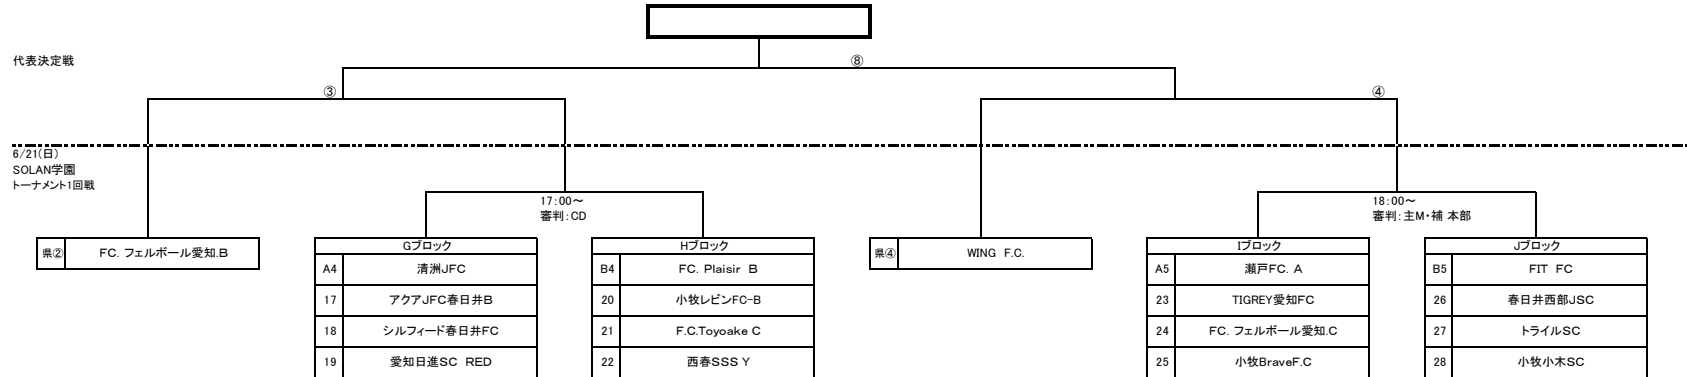 ⑧
代表決定戦
③
④
6/21(日)
SOLAN学園
トーナメント1回戦
17:00～
審判:CD
18:00～
審判:主M・補 本部
県② FC. フェルボール愛知.B
Gブロック
A4 清洲JFC
17 アクアJFC春日井B
18 シルフィード春日井FC
19 愛知日進SC RED
Hブロック
B4 FC. Plaisir B
20 小牧レビンFC-B
21 F.C.Toyoake C
22 西春SSS Y
県④ WING F.C.
Iブロック
A5 瀬戸FC. A
23 TIGREY愛知FC
24 FC. フェルボール愛知.C
25 小牧BraveF.C
Jブロック
B5 FIT FC
26 春日井西部JSC
27 トライルSC
28 小牧小木SC